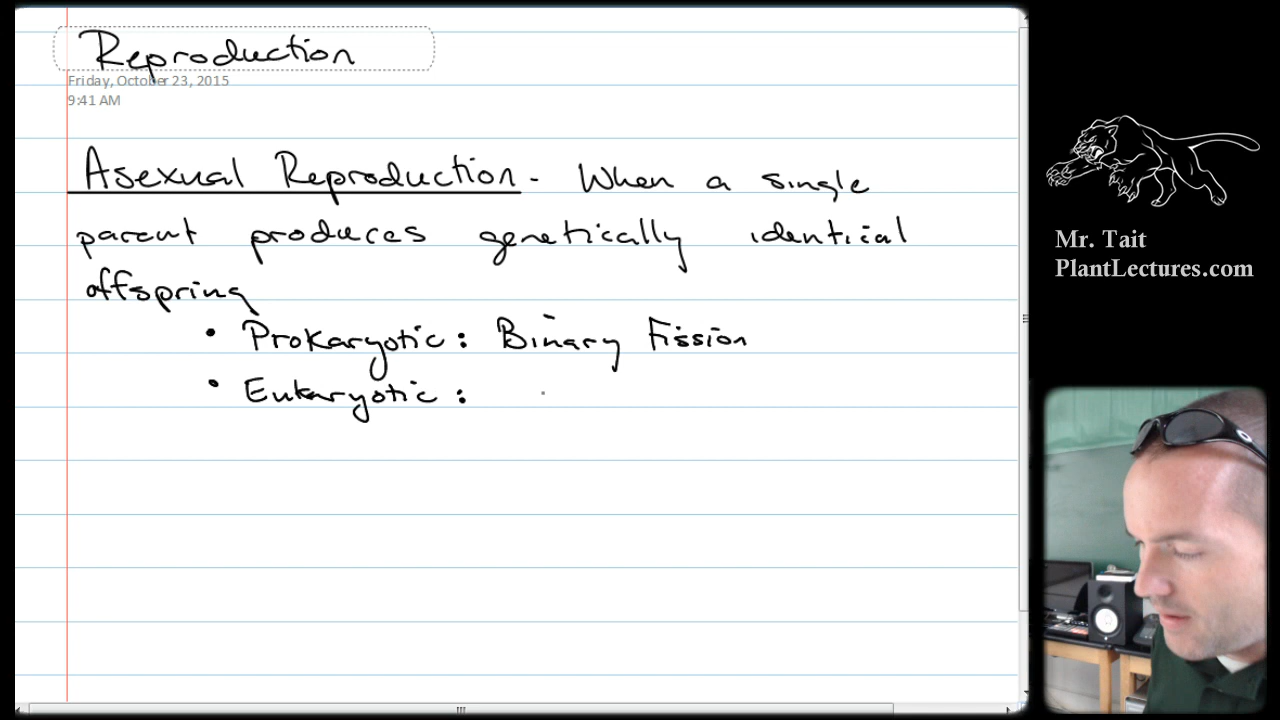 Reproduction
Friday, October 23, 2015
9:41 AM
Asexual Reproduction - When a single
parent produces genetically identical
offspring
• Prokaryotic : Binary Fission
• Eukaryotic :
Mr. Tait
PlantLectures.com